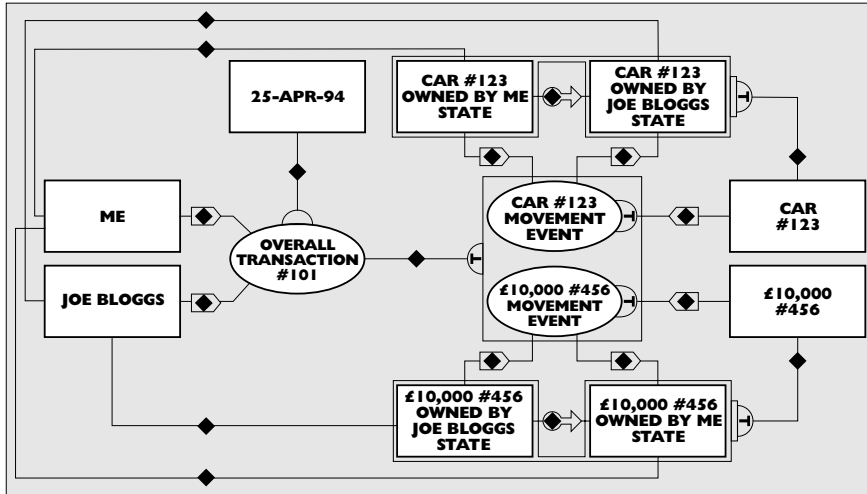 25-APR-94
CAR #123
OWNED BY ME
STATE
CAR #123
OWNED BY
JOE BLOGGS
STATE
T
ME
OVERALL
TRANSACTION
#101
T
CAR #123
MOVEMENT
EVENT
T
CAR
#123
JOE BLOGGS
£10,000 #456
MOVEMENT
EVENT
T
£10,000
#456
£10,000 #456
OWNED BY
JOE BLOGGS
STATE
£10,000 #456
OWNED BY ME
STATE
T